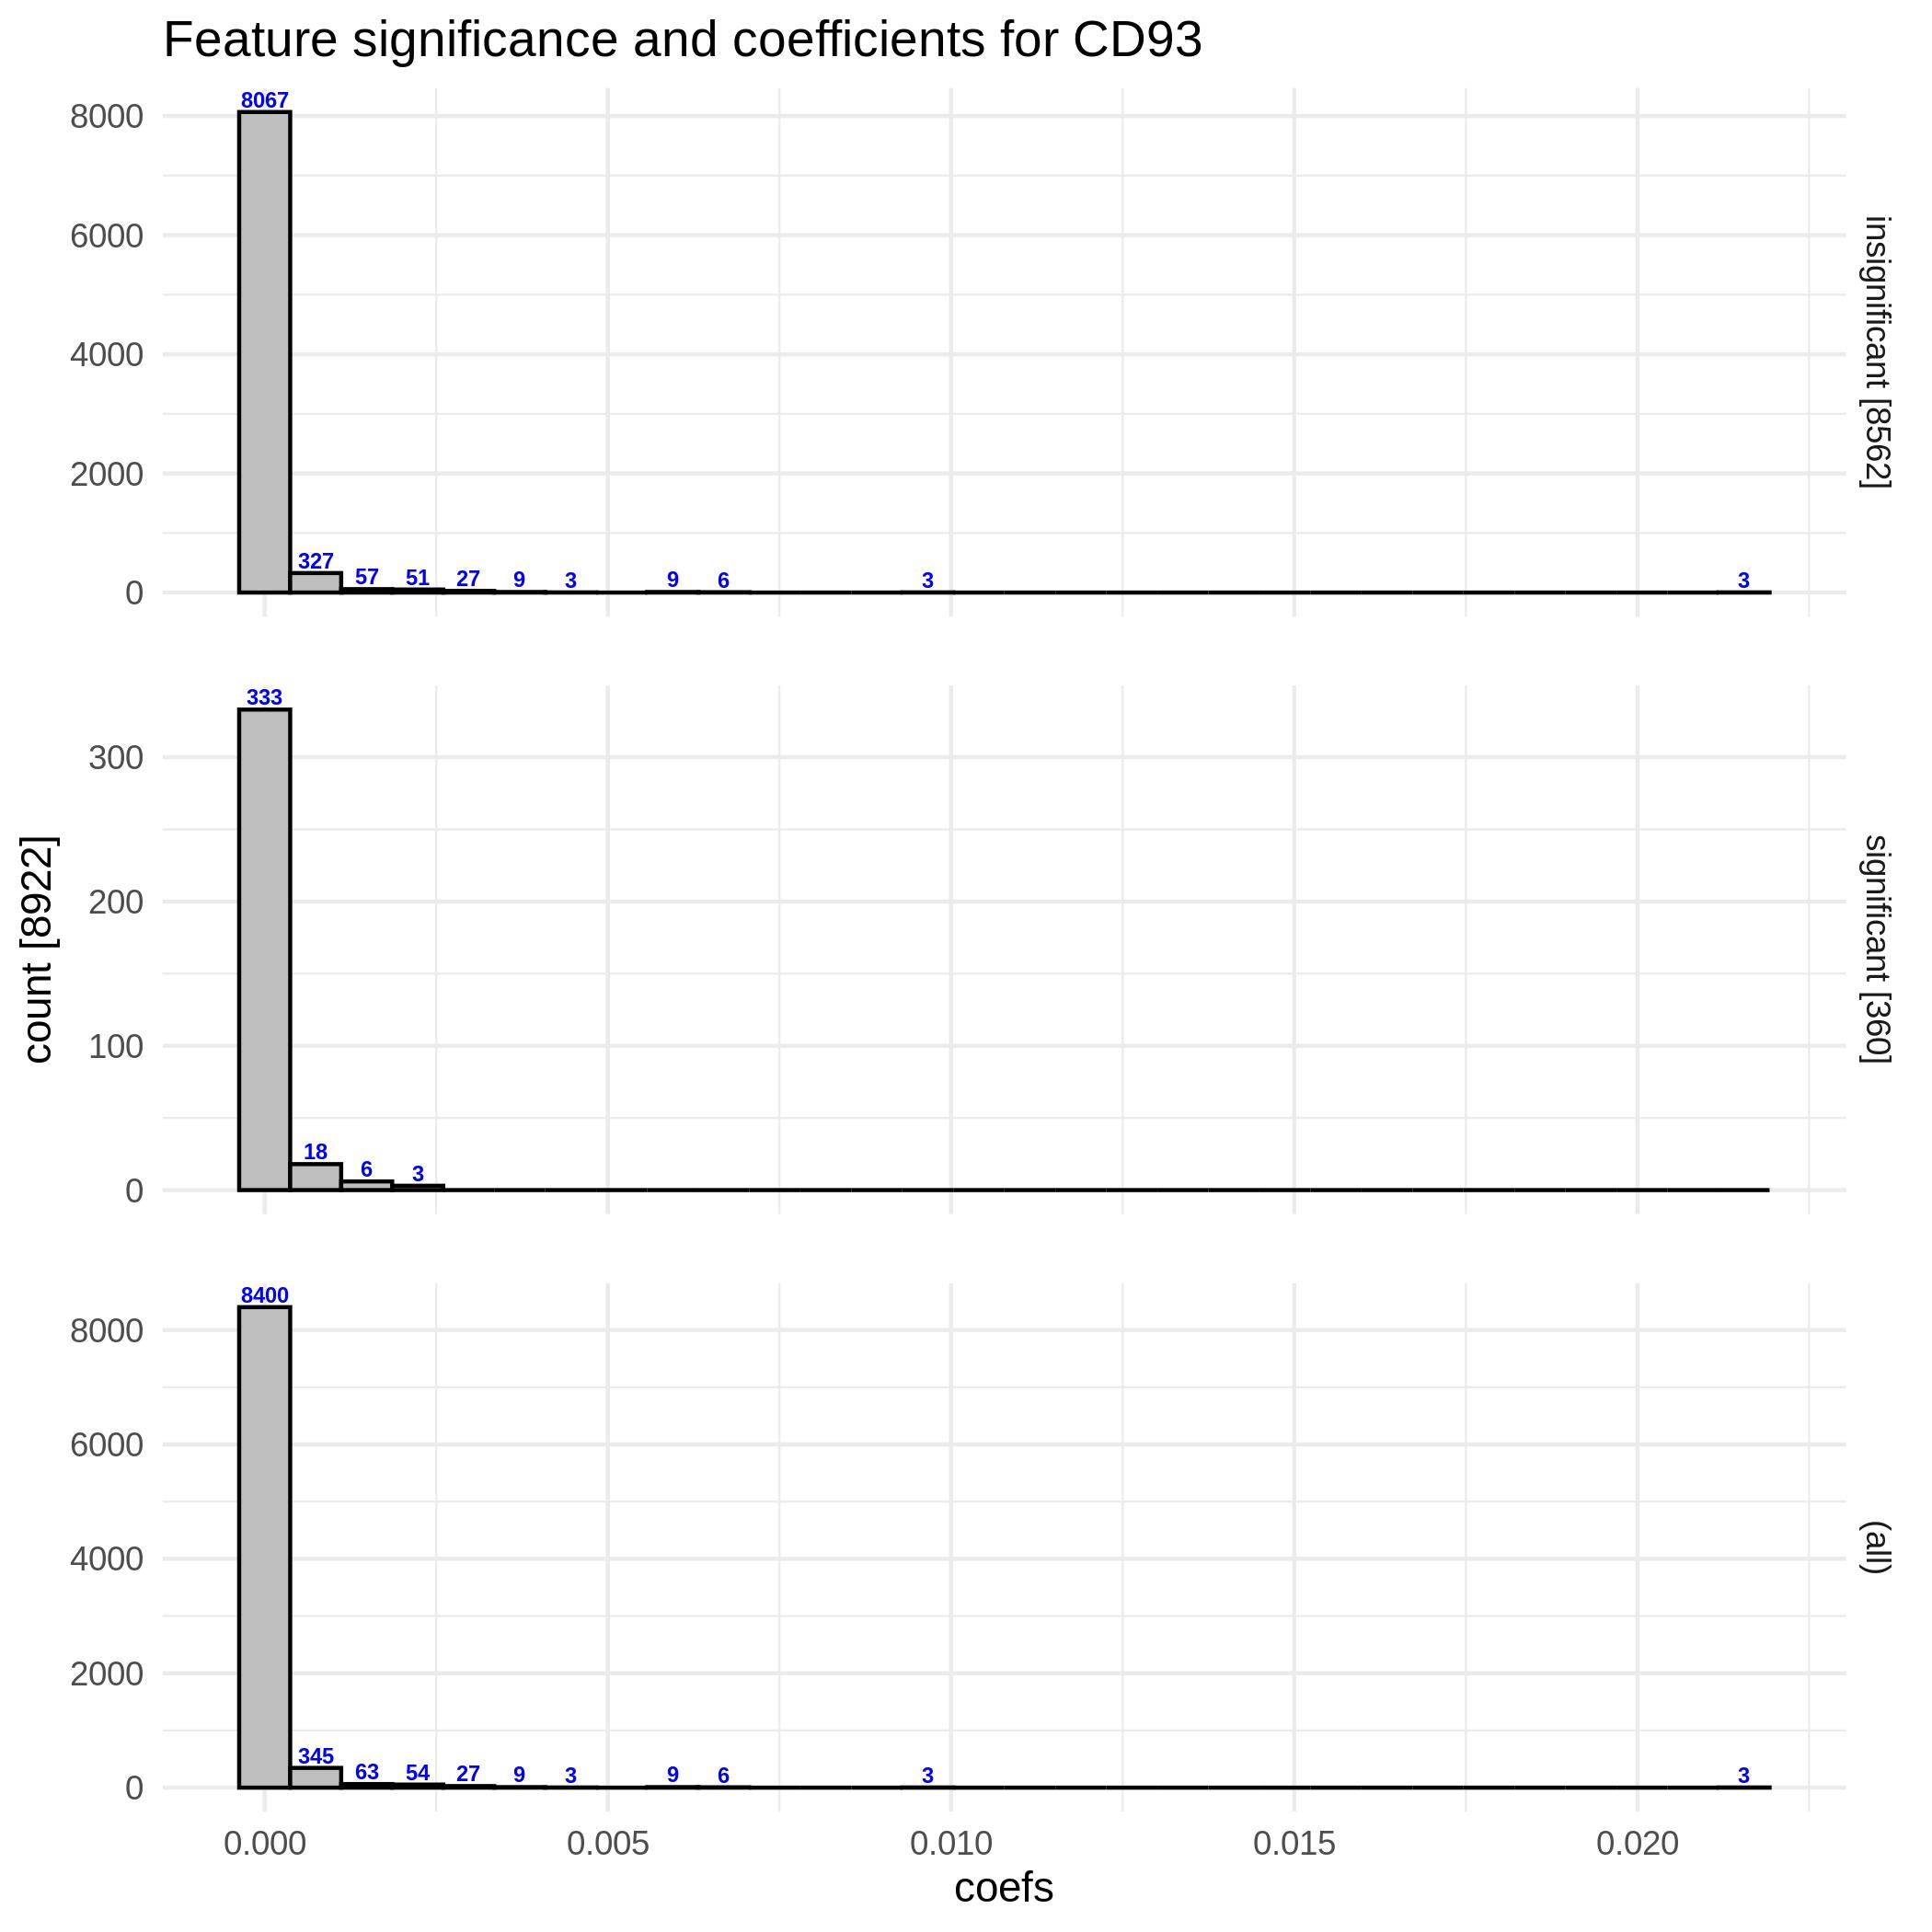 Feature significance and coefficients for CD93
8067
8000
6000
4000
2000
0
327 57 51 27 9 3 9 6 3 3
insignificant [8562]
333
300
200
100
0
18 6 3
significant [360]
count [8922]
8400
8000
6000
4000
2000
0
345 63 54 27 9 3 9 6 3 3
(all)
0.000 0.005 0.010 0.015 0.020
coefs